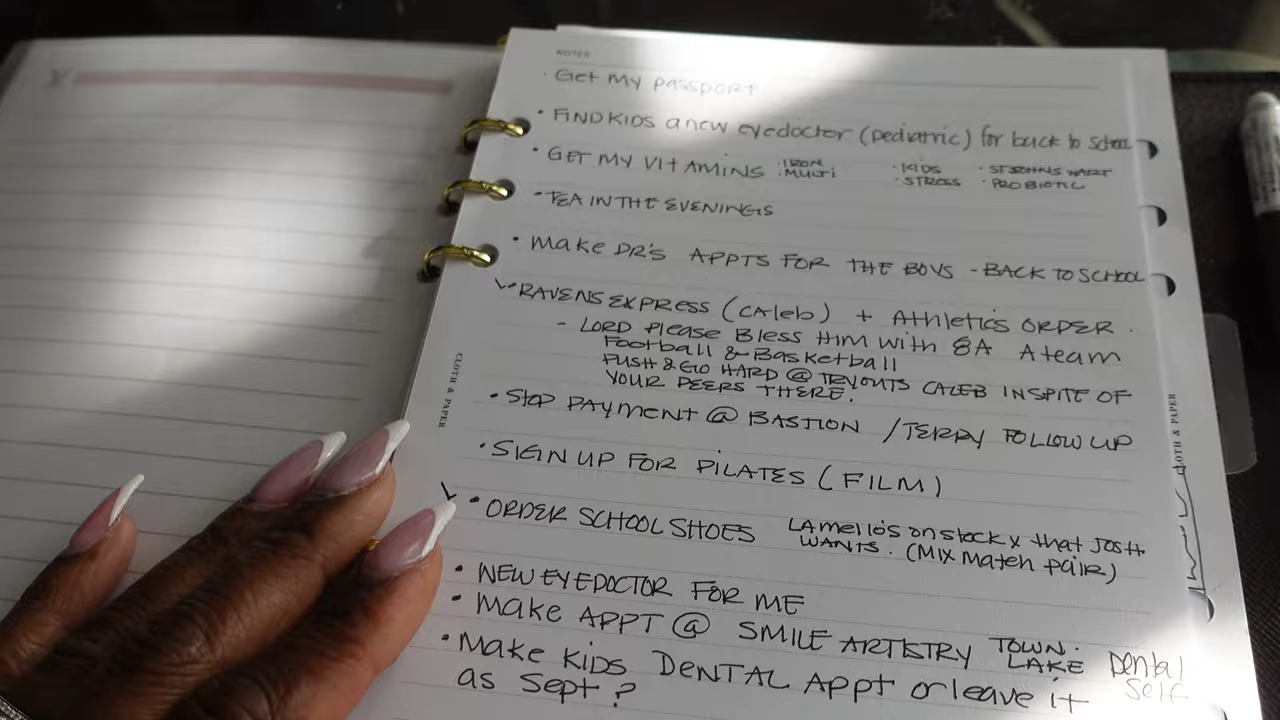 NOTES
· Get my passport
· FIND KIDS a new eyedocter (pediatric) for back to School
· GET MY VITAMINS · IRON · KIDS · ST JOHNS WART
· MULTI · STRESS · PROBIOTIC
· TEA IN THE EVENINGS
· Make DR'S APPTS FOR THE BOYS - BACK TO SCHOOL
· RAVENS EXPRESS (Caleb) + Athletics ORDER.
- LORD Please Bless Him with 8A A team
Football & Basketball
PUSH & GO HARD @ TRYOUTS CALEB INSPITE OF
YOUR PEERS THERE.
· Stop PAYMENT @ BASTION / TERRY FOLLOW UP
· SIGN UP FOR PILATES (FILM)
· ORDER SCHOOL SHOES LAmello's on stock x that Josh
WANTS. (MIX Match pair)
· NEW EYEDOCTOR FOR ME
· Make APPT @ SMILE ARTISTRY TOWN.
LAKE Dental
Self
· Make Kids DENTAL Appt or leave it
as Sept?
CLOTH & PAPER
CLOTH & PAPER